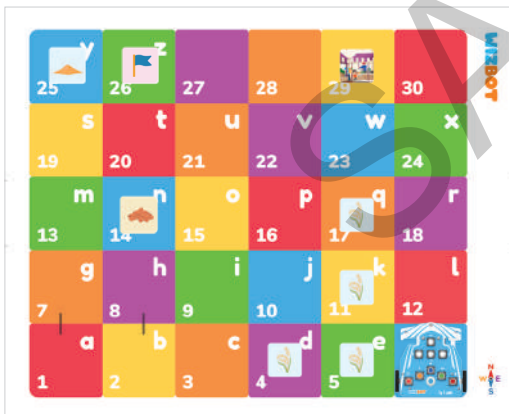 y z
25 26 27 28 29 30
WIZBOT
s t u v w x
19 20 21 22 23 24
m n o p q r
13 14 15 16 17 18
g h i j k l
7 8 9 10 11 12
a b c d e
1 2 3 4 5
N
W E
S
SA